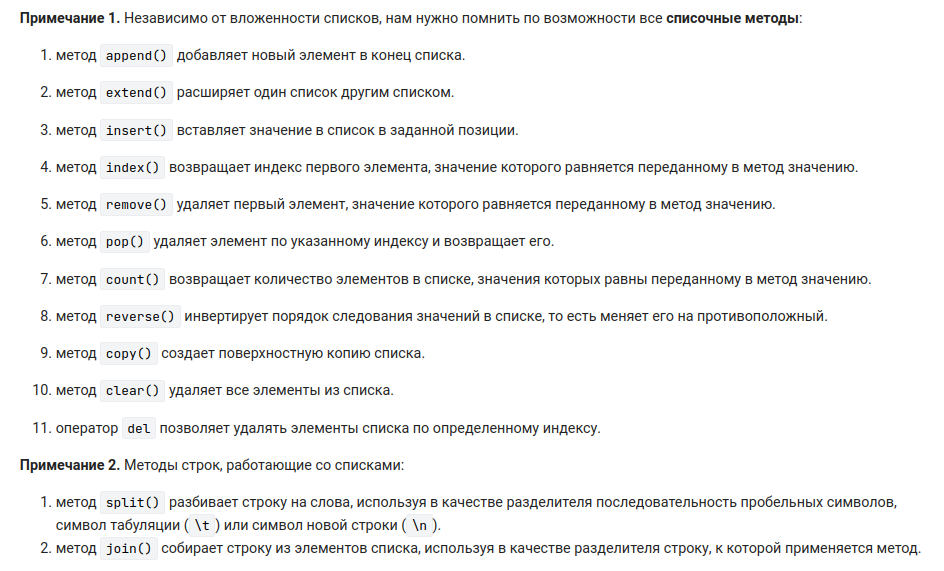 Примечание 1. Независимо от вложенности списков, нам нужно помнить по возможности все списочные методы:
1. метод append() добавляет новый элемент в конец списка.
2. метод extend() расширяет один список другим списком.
3. метод insert() вставляет значение в список в заданной позиции.
4. метод index() возвращает индекс первого элемента, значение которого равняется переданному в метод значению.
5. метод remove() удаляет первый элемент, значение которого равняется переданному в метод значению.
6. метод pop() удаляет элемент по указанному индексу и возвращает его.
7. метод count() возвращает количество элементов в списке, значения которых равны переданному в метод значению.
8. метод reverse() инвертирует порядок следования значений в списке, то есть меняет его на противоположный.
9. метод copy() создает поверхностную копию списка.
10. метод clear() удаляет все элементы из списка.
11. оператор del позволяет удалять элементы списка по определенному индексу.
Примечание 2. Методы строк, работающие со списками:
1. метод split() разбивает строку на слова, используя в качестве разделителя последовательность пробельных символов,
символ табуляции ( \t ) или символ новой строки ( \n ).
2. метод join() собирает строку из элементов списка, используя в качестве разделителя строку, к которой применяется метод.